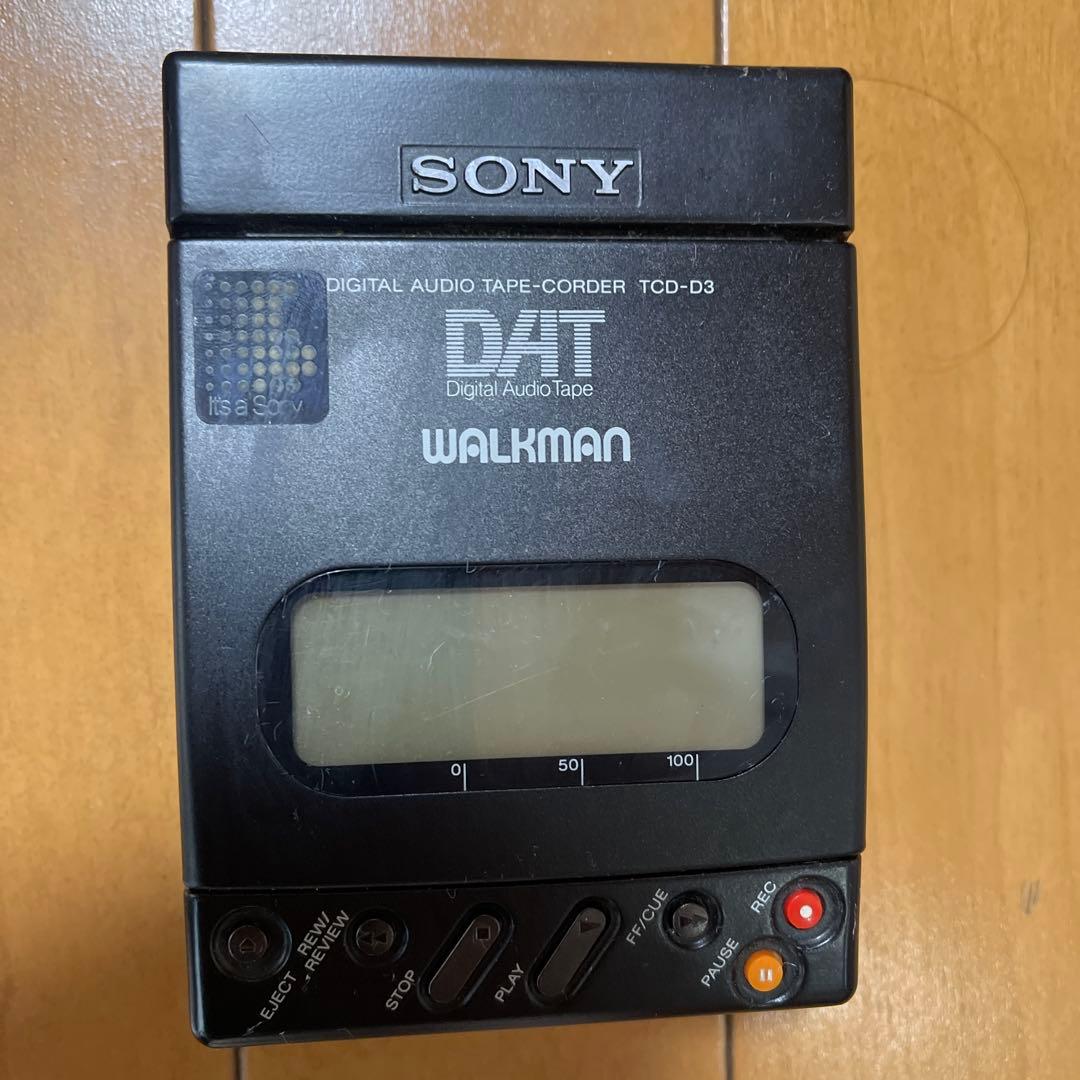 SONY
DIGITAL AUDIO TAPE-CORDER TCD-D3
DAT
Digital Audio Tape
It's a Sony
WALKMAN
0 50 100
EJECT
REW/
REVIEW
STOP
PLAY
FF/CUE
REC
PAUSE